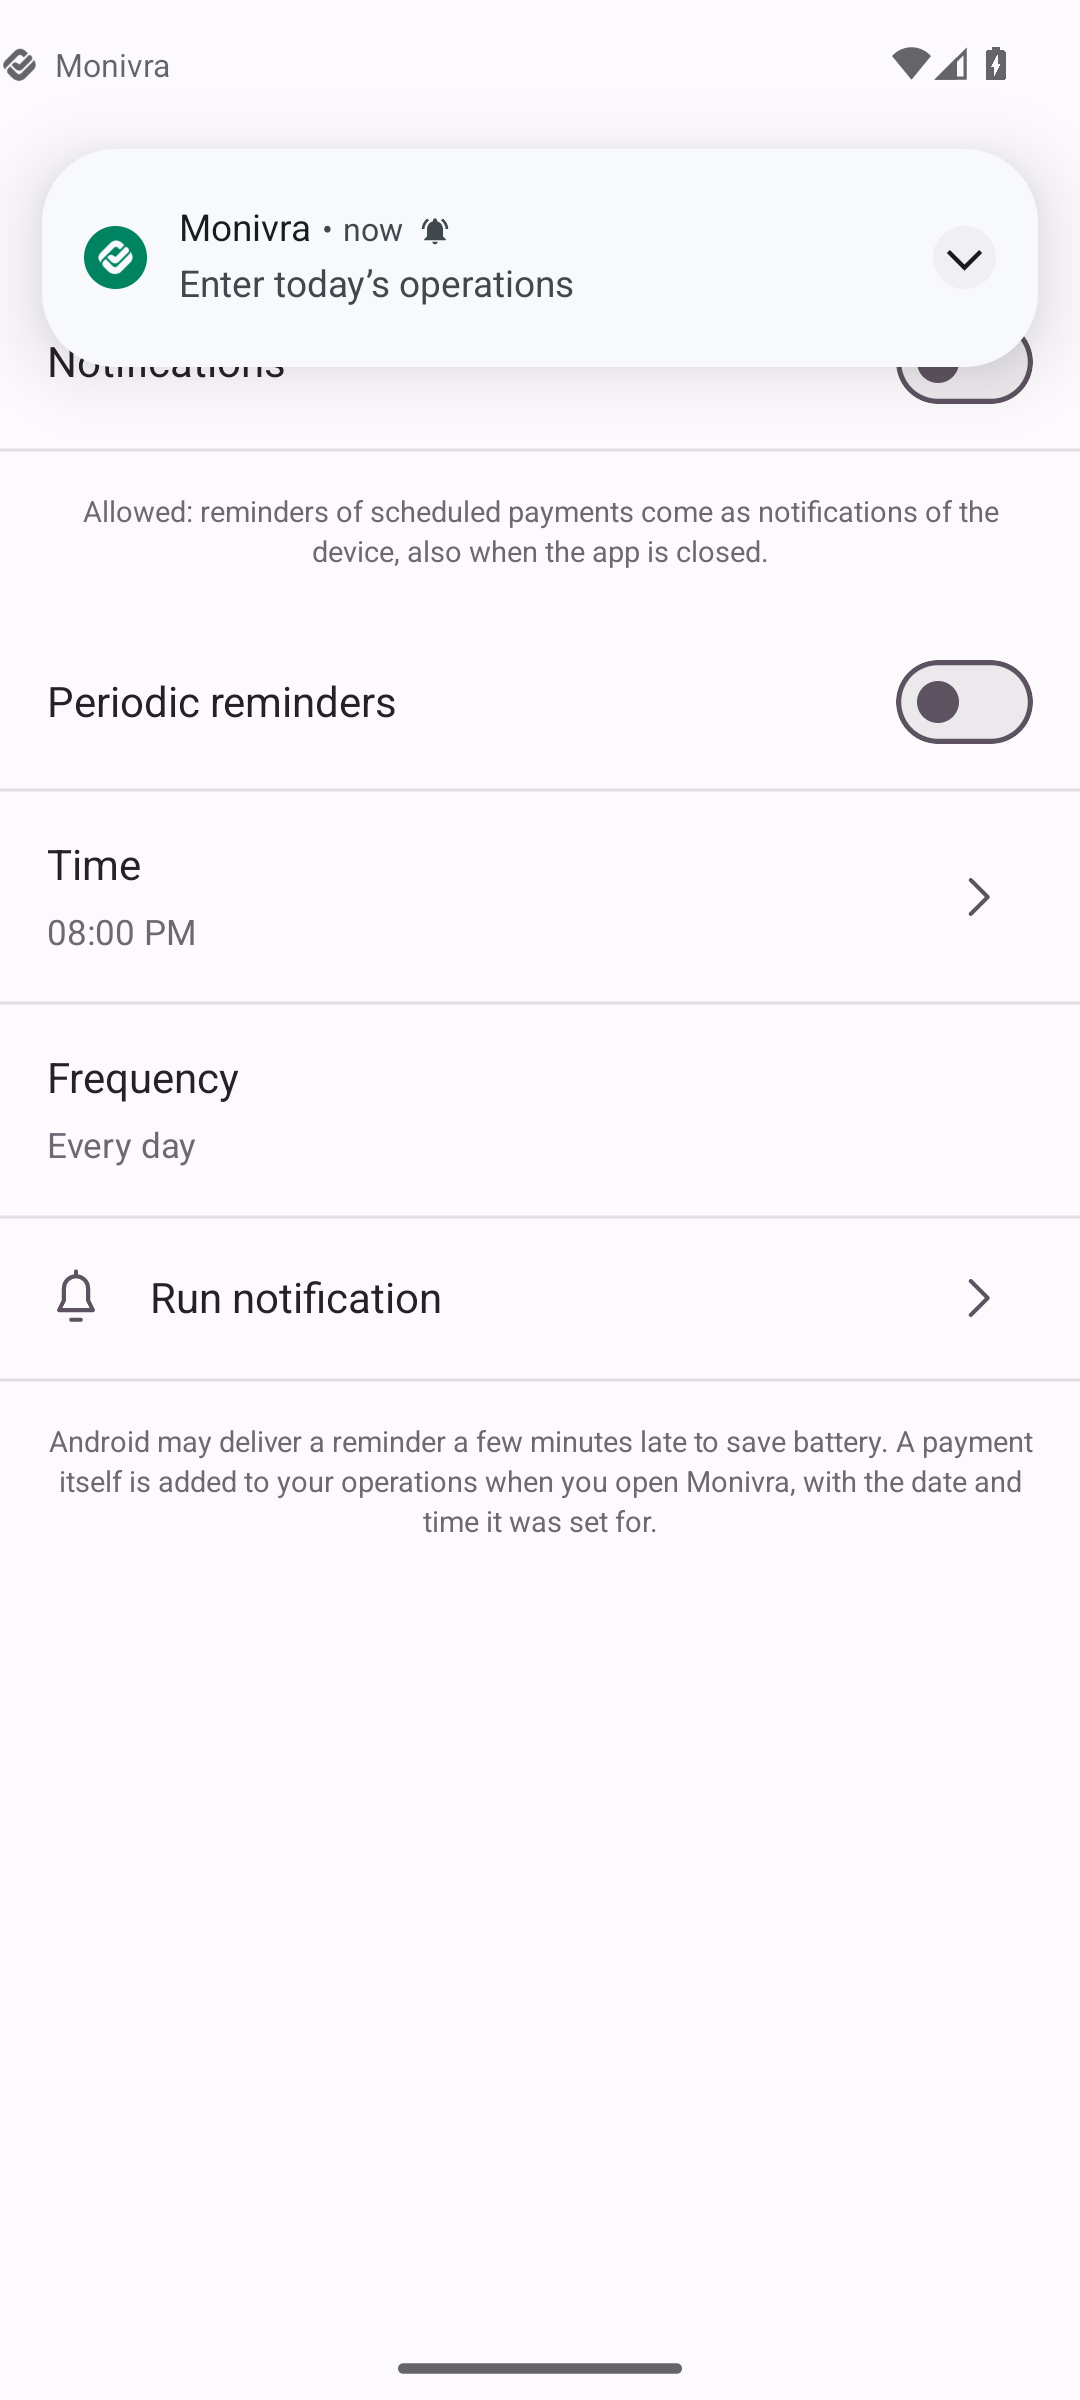 Monivra
Monivra • now
Enter today’s operations
Notifications
Allowed: reminders of scheduled payments come as notifications of the
device, also when the app is closed.
Periodic reminders
Time
08:00 PM
Frequency
Every day
Run notification
Android may deliver a reminder a few minutes late to save battery. A payment
itself is added to your operations when you open Monivra, with the date and
time it was set for.